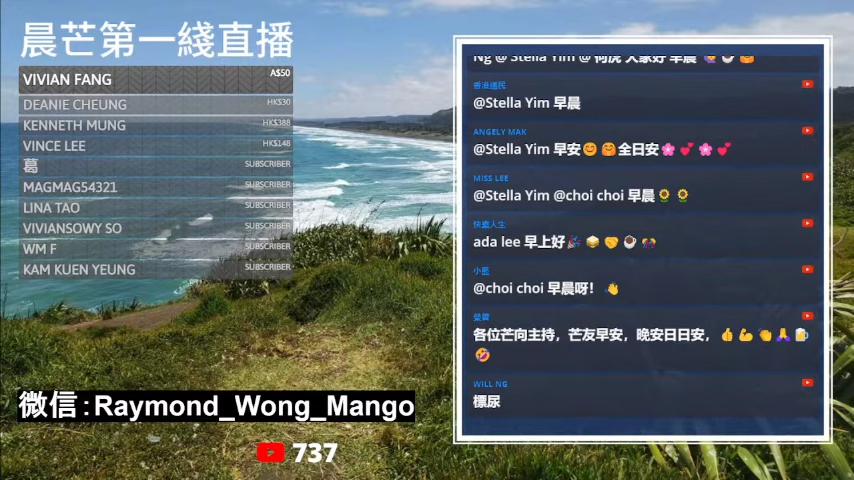 晨芒第一綫直播
VIVIAN FANG A$50
DEANIE CHEUNG HK$30
KENNETH MUNG HK$388
VINCE LEE HK$148
葛 SUBSCRIBER
MAGMAG54321 SUBSCRIBER
LINA TAO SUBSCRIBER
VIVIANSOWY SO SUBSCRIBER
WM F SUBSCRIBER
KAM KUEN YEUNG SUBSCRIBER
微信:Raymond_Wong_Mango
737
Ng @ Stella Yim @ 何虎 大家好 早晨
香港遺民
@Stella Yim 早晨
ANGELY MAK
@Stella Yim 早安😊🤗全日安🌸💕🌸💕
MISS LEE
@Stella Yim @choi choi 早晨🌻🌻
快意人生
ada lee 早上好
小藍
@choi choi 早晨呀! 👋
各位芒向主持，芒友早安，晚安日日安，👍💪👏🙏🍺
🤣
WILL NG
標尿